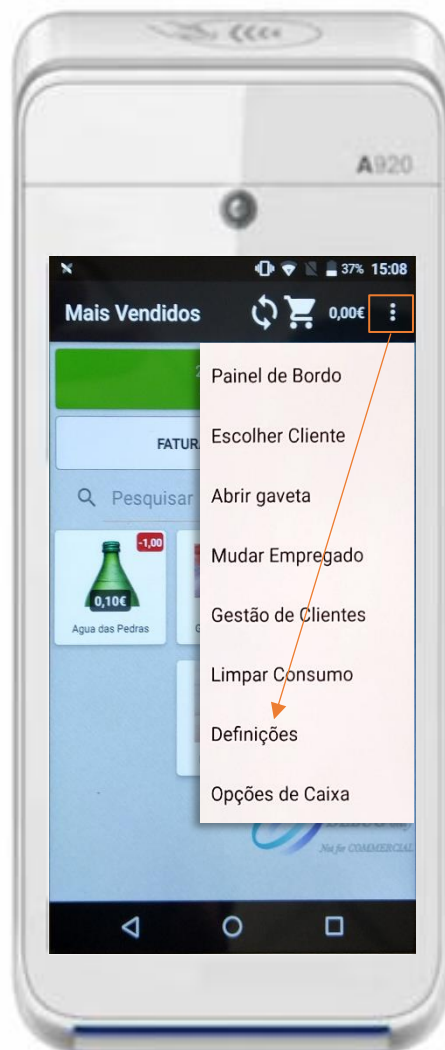 A920
37% 15:08
Mais Vendidos
0,00€
Painel de Bordo
FATUR
Escolher Cliente
Pesquisar
Abrir gaveta
-1,00
Mudar Empregado
0,10€
Agua das Pedras
Gestão de Clientes
Limpar Consumo
Definições
Opções de Caixa
Not for COMMERCIAL